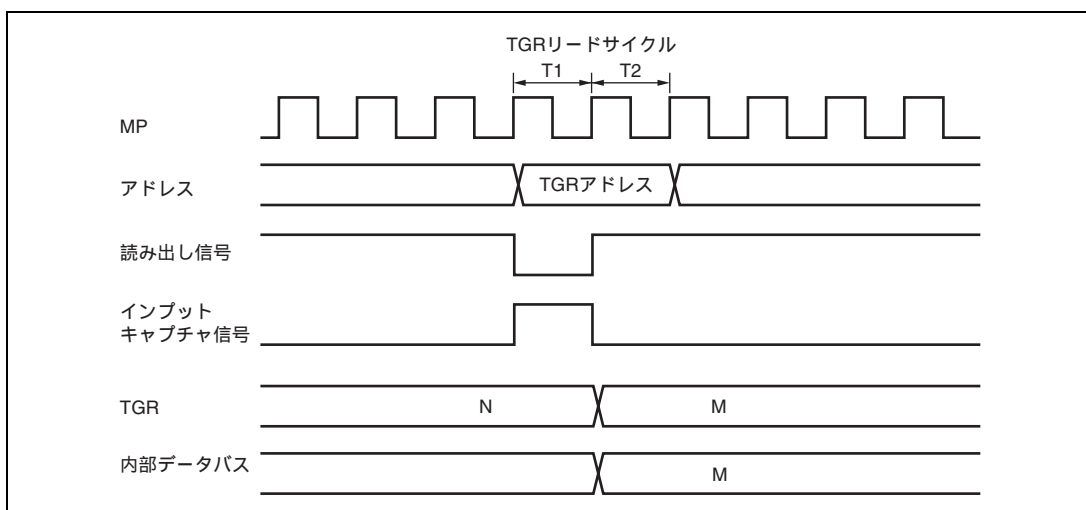 TGRリードサイクル
T1
T2
MP
アドレス
TGRアドレス
読み出し信号
インプット
キャプチャ信号
TGR
N
M
内部データバス
M